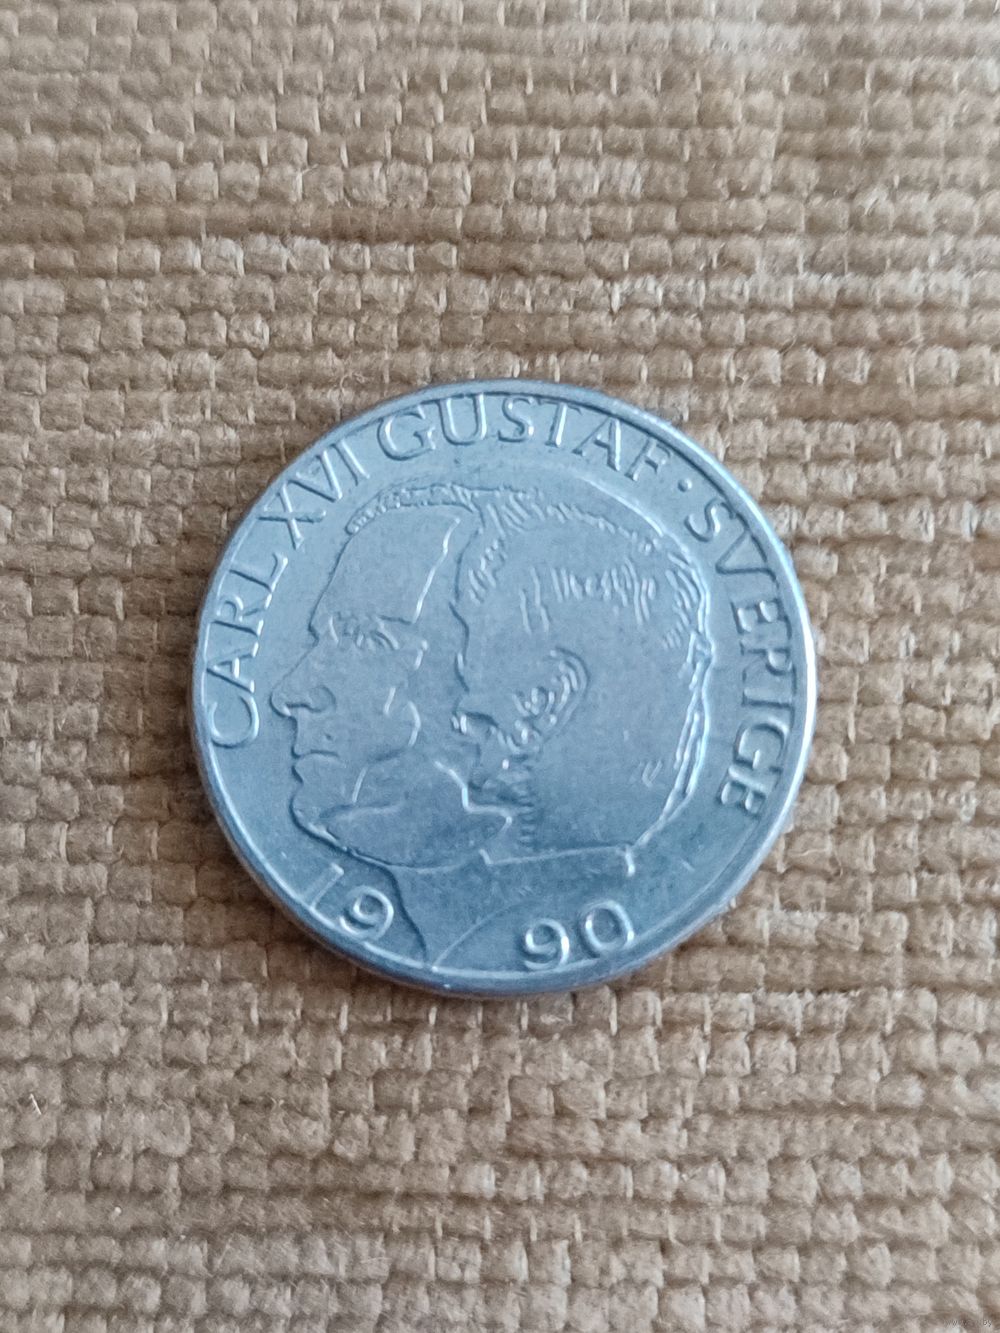 CARL XVI GUSTAF · SVERIGE
19 90